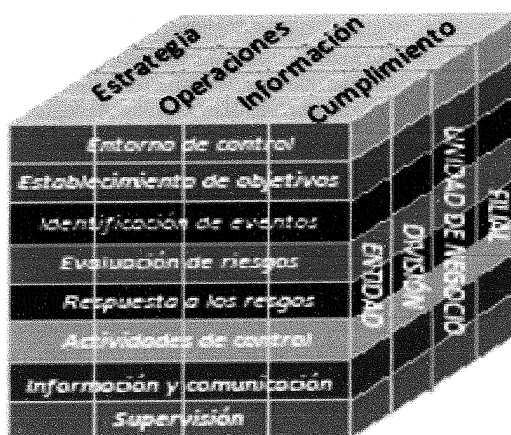 Estrategia
Operaciones
Información
Cumplimiento
Entorno de control
Establecimiento de objetivos
Identificación de eventos
Evaluación de riesgos
Respuesta a los resgos
Actividades de control
Información y comunicación
Supervisión
ENTIDAD
DIVISIÓN
UNIDAD DE NEGOCIO
FILIAL